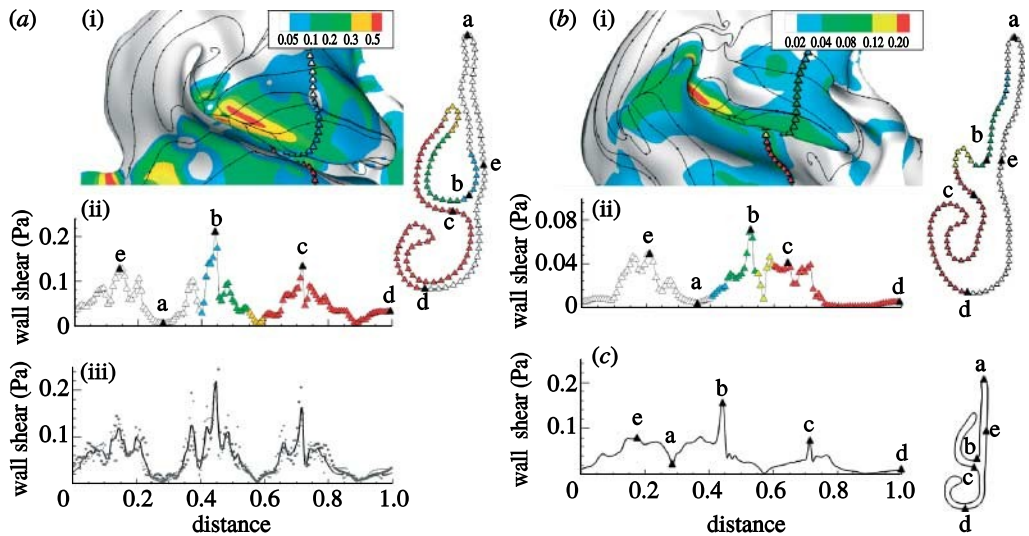 (a) (i)
0.05 0.1 0.2 0.3 0.5
a
b
e
c
d
(ii)
wall shear (Pa)
0.2
0.1
0
e
a
b
c
d
(iii)
wall shear (Pa)
0.2
0.1
0 0.2 0.4 0.6 0.8 1.0
distance
(b) (i)
0.02 0.04 0.08 0.12 0.20
a
b
e
c
d
(ii)
wall shear (Pa)
0.08
0.04
0
e
a
b
c
d
(c)
wall shear (Pa)
0.2
0.1
e
a
b
c
d
0 0.2 0.4 0.6 0.8 1.0
distance
a
e
b
c
d